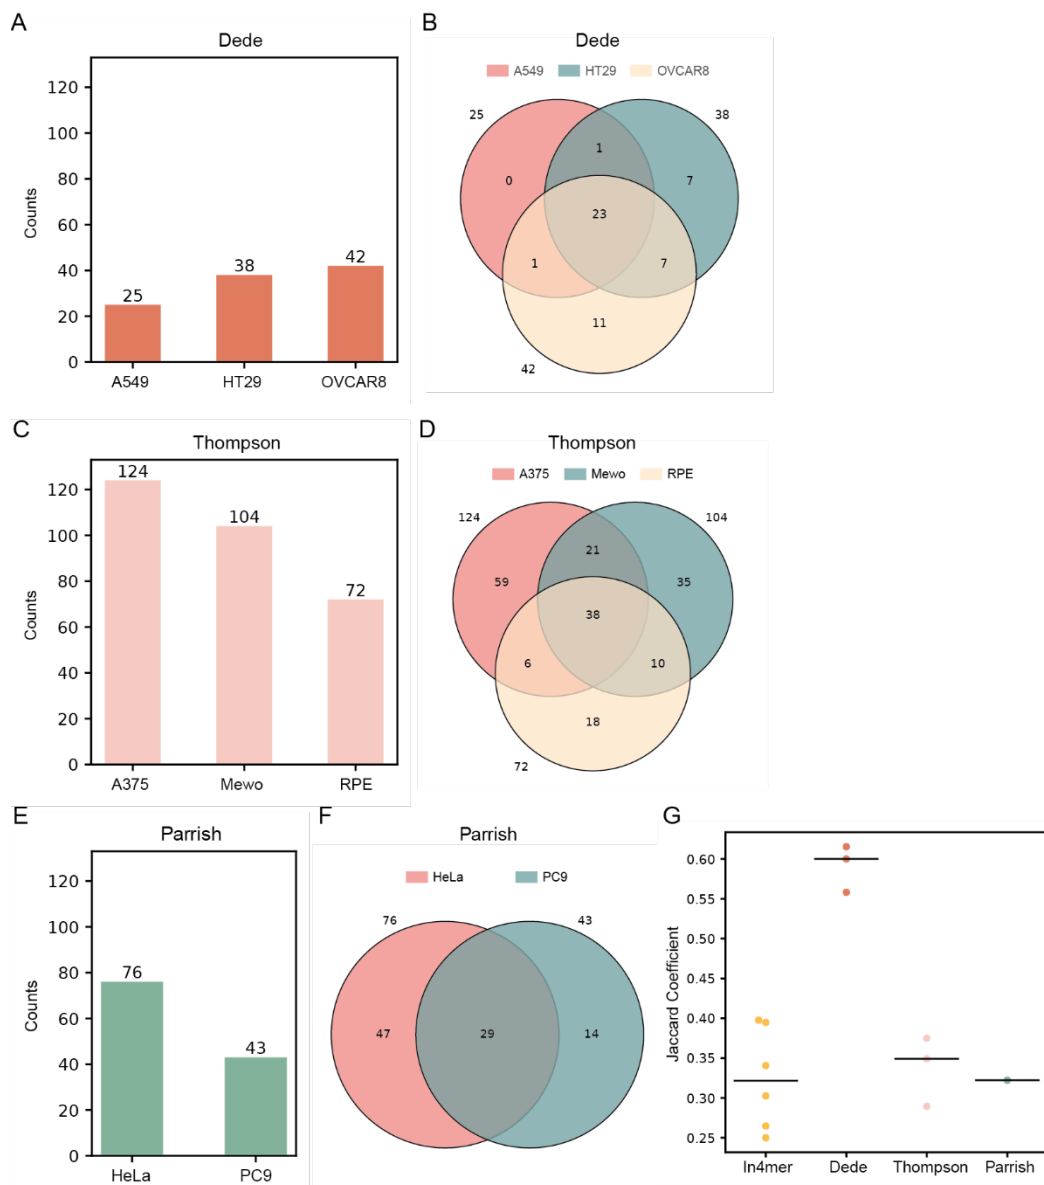 A
Dede
120
100
80
60
40
20
0
Counts
25
38
42
A549
HT29
OVCAR8
B
Dede
A549
HT29
OVCAR8
25
38
1
0
7
23
1
7
11
42
C
Thompson
120
100
80
60
40
20
0
Counts
124
104
72
A375
Mewo
RPE
D
Thompson
A375
Mewo
RPE
124
104
21
59
35
38
6
10
18
72
E
Parrish
120
100
80
60
40
20
0
Counts
76
43
HeLa
PC9
F
Parrish
HeLa
PC9
76
43
47
29
14
G
0.60
0.55
0.50
0.45
0.40
0.35
0.30
0.25
Jaccard Coefficient
In4mer
Dede
Thompson
Parrish